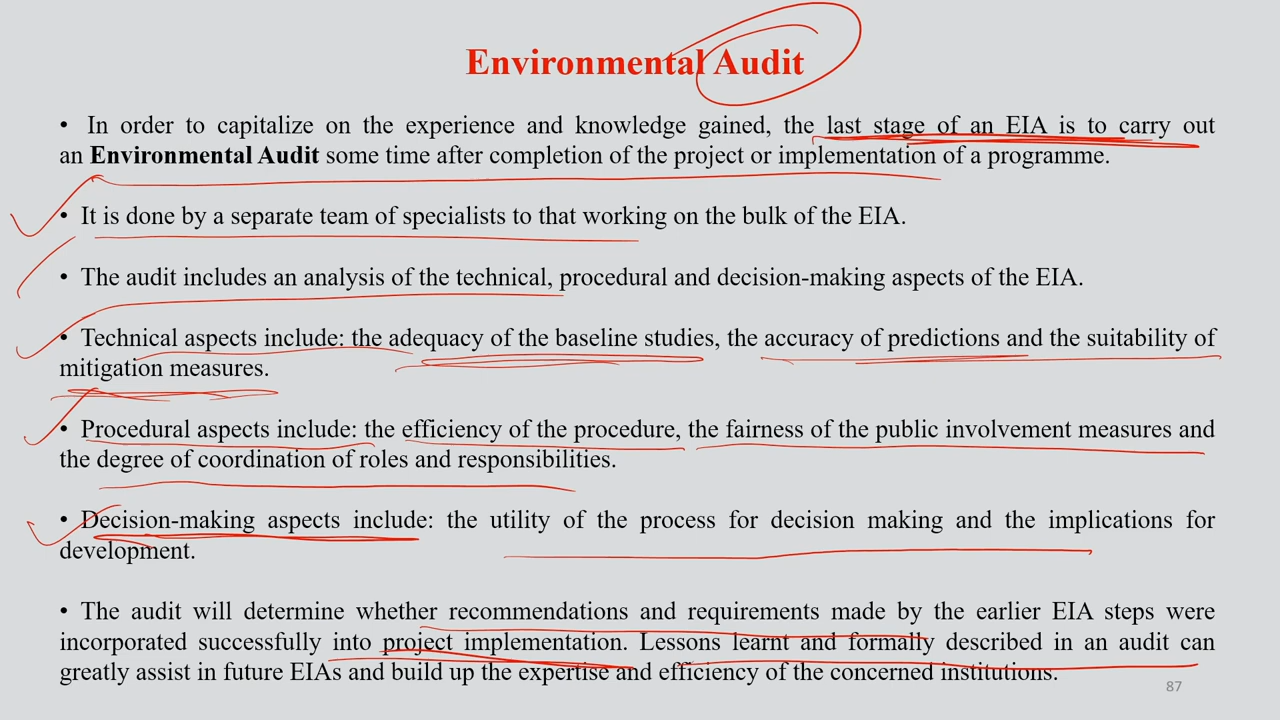 Environmental Audit
• In order to capitalize on the experience and knowledge gained, the last stage of an EIA is to carry out
an Environmental Audit some time after completion of the project or implementation of a programme.
• It is done by a separate team of specialists to that working on the bulk of the EIA.
• The audit includes an analysis of the technical, procedural and decision-making aspects of the EIA.
• Technical aspects include: the adequacy of the baseline studies, the accuracy of predictions and the suitability of
mitigation measures.
• Procedural aspects include: the efficiency of the procedure, the fairness of the public involvement measures and
the degree of coordination of roles and responsibilities.
• Decision-making aspects include: the utility of the process for decision making and the implications for
development.
• The audit will determine whether recommendations and requirements made by the earlier EIA steps were
incorporated successfully into project implementation. Lessons learnt and formally described in an audit can
greatly assist in future EIAs and build up the expertise and efficiency of the concerned institutions.
87